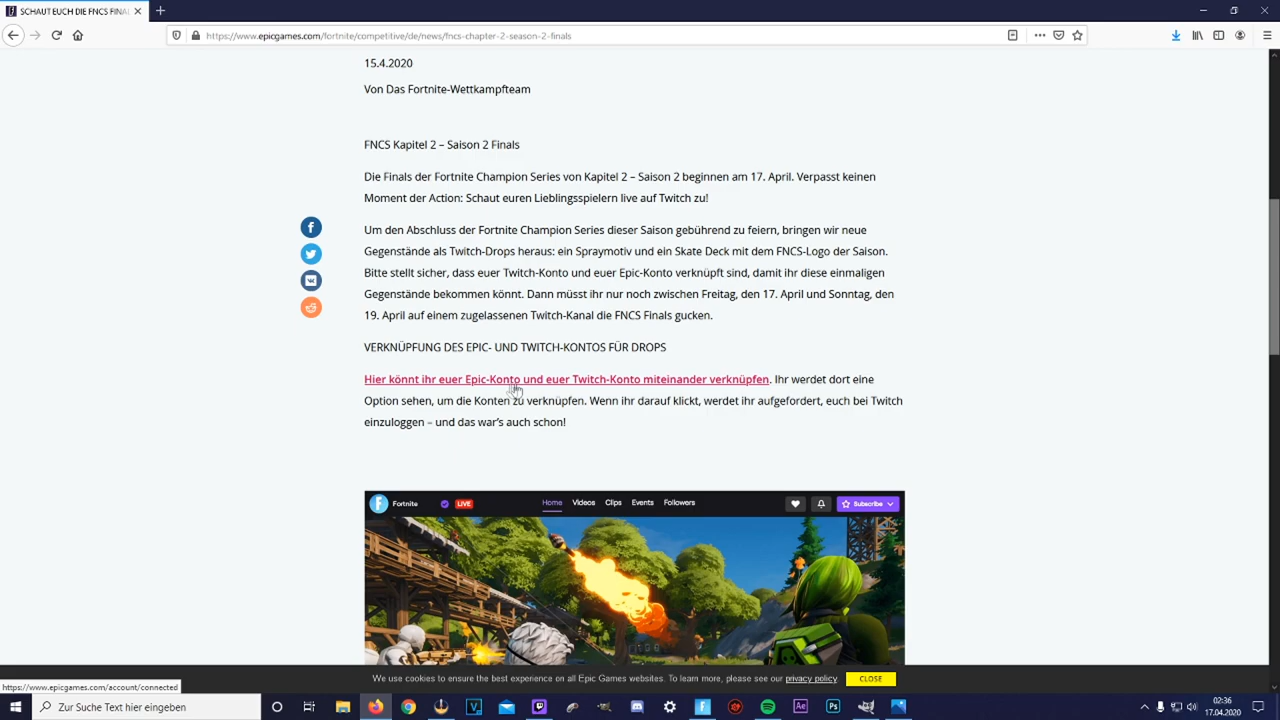 SCHAUT EUCH DIE FNCS FINA
https://www.epicgames.com/fortnite/competitive/de/news/fncs-chapter-2-season-2-finals
15.4.2020
Von Das Fortnite-Wettkampfteam
FNCS Kapitel 2 – Saison 2 Finals
Die Finals der Fortnite Champion Series von Kapitel 2 – Saison 2 beginnen am 17. April. Verpasst keinen
Moment der Action: Schaut euren Lieblingsspielern live auf Twitch zu!
Um den Abschluss der Fortnite Champion Series dieser Saison gebührend zu feiern, bringen wir neue
Gegenstände als Twitch-Drops heraus: ein Spraymotiv und ein Skate Deck mit dem FNCS-Logo der Saison.
Bitte stellt sicher, dass euer Twitch-Konto und euer Epic-Konto verknüpft sind, damit ihr diese einmaligen
Gegenstände bekommen könnt. Dann müsst ihr nur noch zwischen Freitag, den 17. April und Sonntag, den
19. April auf einem zugelassenen Twitch-Kanal die FNCS Finals gucken.
VERKNÜPFUNG DES EPIC- UND TWITCH-KONTOS FÜR DROPS
Hier könnt ihr euer Epic-Konto und euer Twitch-Konto miteinander verknüpfen. Ihr werdet dort eine
Option sehen, um die Konten zu verknüpfen. Wenn ihr darauf klickt, werdet ihr aufgefordert, euch bei Twitch
einzuloggen – und das war's auch schon!
Fortnite LIVE Home Videos Clips Events Followers Subscribe
We use cookies to ensure the best experience on all Epic Games websites. To learn more, please see our privacy policy. CLOSE
https://www.epicgames.com/account/connected
Zur Suche Text hier eingeben
02:36
17.04.2020